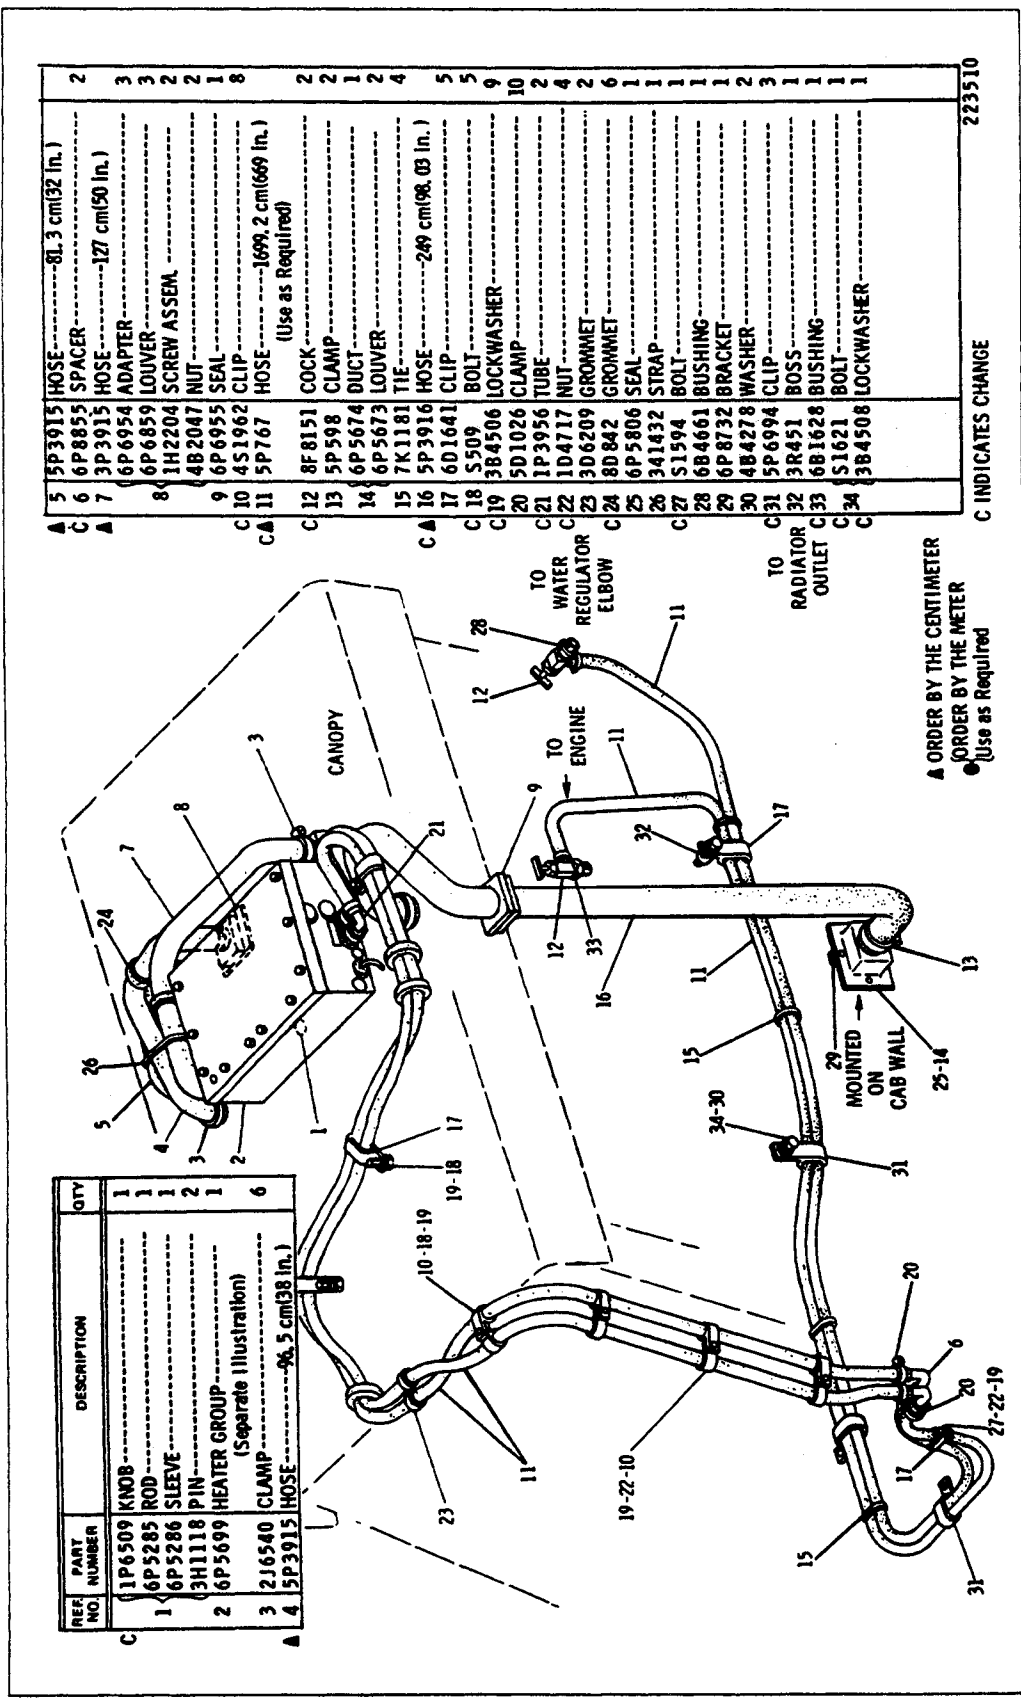 REF. NO. PART NUMBER DESCRIPTION QTY
C 1P6509 KNOB 1
6P5285 ROD 1
1 6P5286 SLEEVE 1
3H1118 PIN 2
2 6P5699 HEATER GROUP 1
(Separate Illustration)
3 2J6540 CLAMP 6
▲ 4 5P3915 HOSE 96.5 cm(38 in.)
▲ 5 5P3915 HOSE 81.3 cm(32 in.)
C 6 6P8855 SPACER 2
▲ 7 3P3915 HOSE 127 cm(50 in.)
6P6954 ADAPTER 3
6P6859 LOUVER 3
8 1H2204 SCREW ASSEM. 2
4B2047 NUT 2
9 6P6955 SEAL 1
C 10 4S1962 CLIP 8
C▲ 11 5P767 HOSE 1699.2 cm(669 in.)
(Use as Required)
C 12 8F8151 COCK 2
13 5P598 CLAMP 2
14 6P5674 DUCT 1
6P5673 LOUVER 2
15 7K1181 TIE 4
C▲ 16 5P3916 HOSE 249 cm(98.03 in.)
17 6D1641 CLIP 5
C 18 S509 BOLT 5
C 19 3B4506 LOCKWASHER 9
20 5D1026 CLAMP 10
C 21 1P3956 TUBE 2
C 22 1D4717 NUT 4
23 3D6209 GROMMET 2
C 24 8D842 GROMMET 6
25 6P5806 SEAL 1
26 341432 STRAP 1
C 27 S1594 BOLT 1
28 6B4661 BUSHING 1
29 6P8732 BRACKET 1
30 4B4278 WASHER 2
C 31 5P6994 CLIP 3
32 3R451 BOSS 1
C 33 6B1628 BUSHING 1
C 34 S1621 BOLT 1
C 3B4508 LOCKWASHER 1
C INDICATES CHANGE
223510
▲ ORDER BY THE CENTIMETER
● ORDER BY THE METER
Use as Required
CANOPY
TO
WATER
REGULATOR
ELBOW
TO
ENGINE
TO
RADIATOR
OUTLET
MOUNTED
ON
CAB WALL
1
2
3
4
5
26
24
7
8
3
21
9
12
28
11
11
12
33
32
17
16
11
13
29
25-14
15
34-30
31
17
19-18
10-18-19
23
11
19-22-10
20
6
20
27-22-19
17
15
31